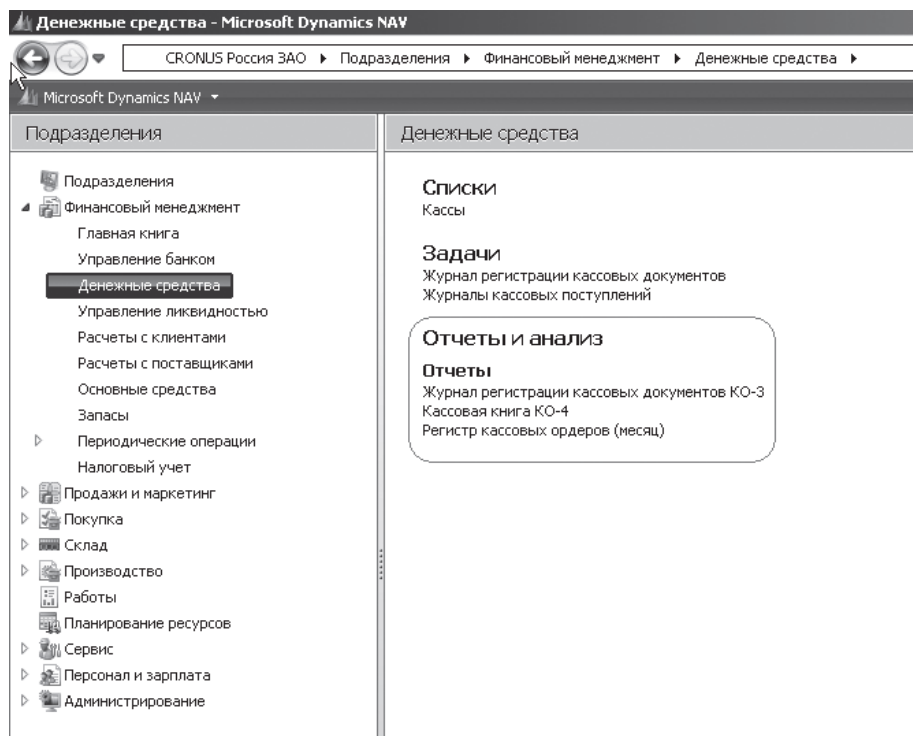 Денежные средства - Microsoft Dynamics NAV
CRONUS Россия ЗАО ▸ Подразделения ▸ Финансовый менеджмент ▸ Денежные средства ▸
Microsoft Dynamics NAV
Подразделения
Подразделения
Финансовый менеджмент
Главная книга
Управление банком
Денежные средства
Управление ликвидностью
Расчеты с клиентами
Расчеты с поставщиками
Основные средства
Запасы
Периодические операции
Налоговый учет
Продажи и маркетинг
Покупка
Склад
Производство
Работы
Планирование ресурсов
Сервис
Персонал и зарплата
Администрирование
Денежные средства
Списки
Кассы
Задачи
Журнал регистрации кассовых документов
Журналы кассовых поступлений
Отчеты и анализ
Отчеты
Журнал регистрации кассовых документов КО-3
Кассовая книга КО-4
Регистр кассовых ордеров (месяц)